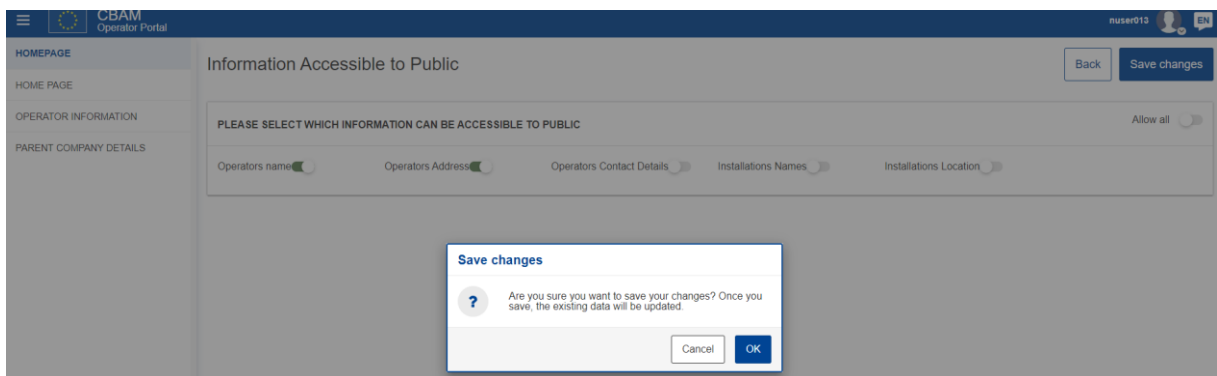 CBAM
Operator Portal
nuser013
EN
HOMEPAGE
HOME PAGE
OPERATOR INFORMATION
PARENT COMPANY DETAILS
Information Accessible to Public
Back
Save changes
PLEASE SELECT WHICH INFORMATION CAN BE ACCESSIBLE TO PUBLIC
Allow all
Operators name
Operators Address
Operators Contact Details
Installations Names
Installations Location
Save changes
?
Are you sure you want to save your changes? Once you
save, the existing data will be updated.
Cancel
OK